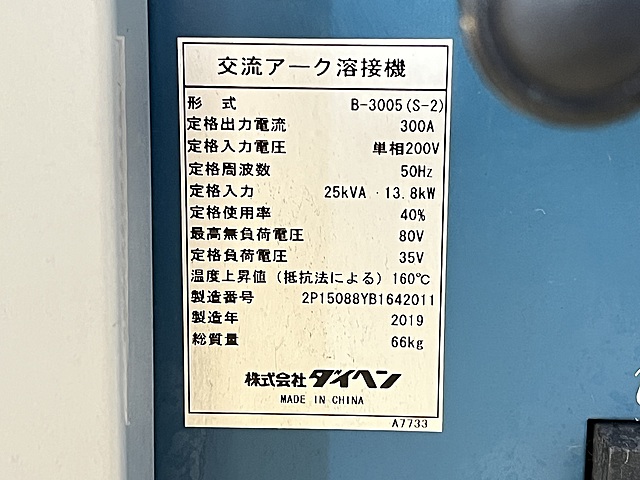 交流アーク溶接機
形 式 B-3005(S-2)
定格出力電流 300A
定格入力電圧 単相200V
定格周波数 50Hz
定格入力 25kVA・13.8kW
定格使用率 40%
最高無負荷電圧 80V
定格負荷電圧 35V
温度上昇値(抵抗法による) 160℃
製造番号 2P15088YB1642011
製造年 2019
総質量 66kg
株式会社 ダイヘン
MADE IN CHINA
A7733